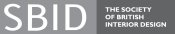 SBID
THE SOCIETY
OF BRITISH
INTERIOR DESIGN